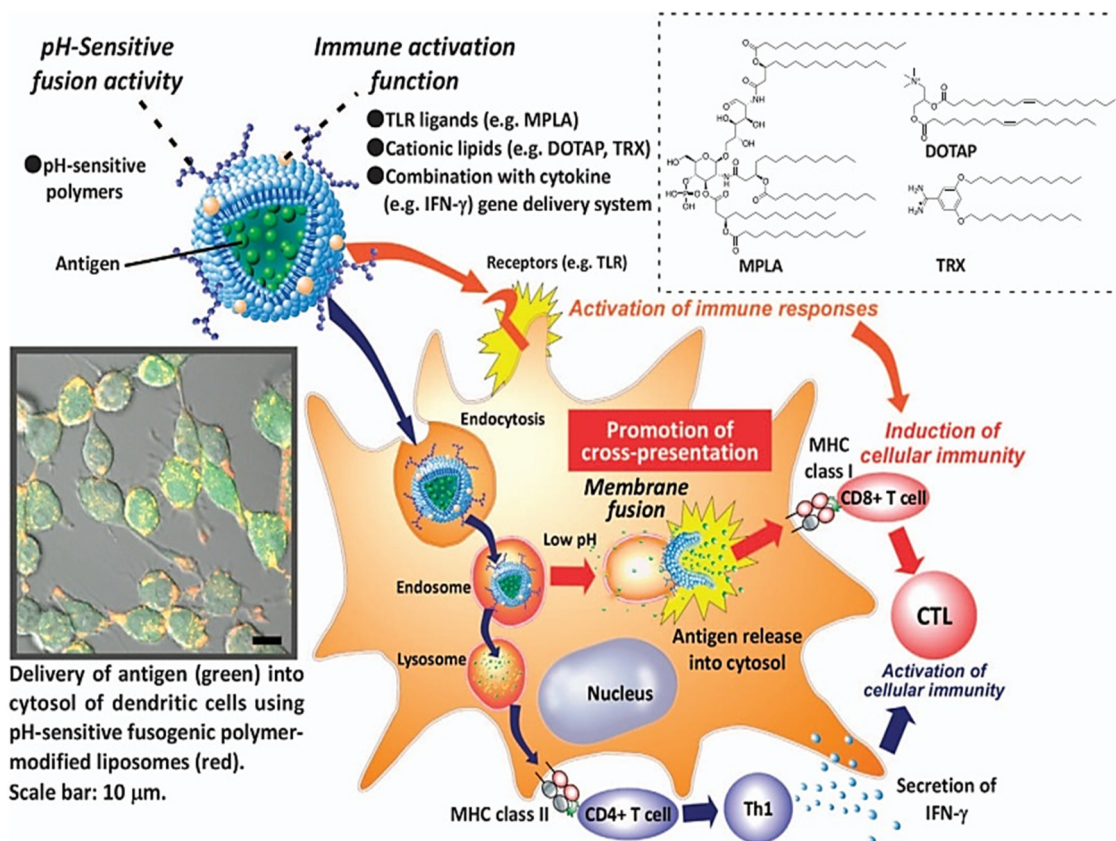 pH-Sensitive
fusion activity
Immune activation
function
●pH-sensitive
polymers
●TLR ligands (e.g. MPLA)
●Cationic lipids (e.g. DOTAP, TRX)
●Combination with cytokine
(e.g. IFN-γ) gene delivery system
Antigen
MPLA
DOTAP
TRX
Receptors (e.g. TLR)
Activation of immune responses
Endocytosis
Promotion of
cross-presentation
MHC
class I
Induction of
cellular immunity
CD8+ T cell
Membrane
fusion
Low pH
Endosome
Antigen release
into cytosol
CTL
Lysosome
Nucleus
Activation of
cellular immunity
Delivery of antigen (green) into
cytosol of dendritic cells using
pH-sensitive fusogenic polymer-
modified liposomes (red).
Scale bar: 10 μm.
MHC class II
CD4+ T cell
Th1
Secretion of
IFN-γ